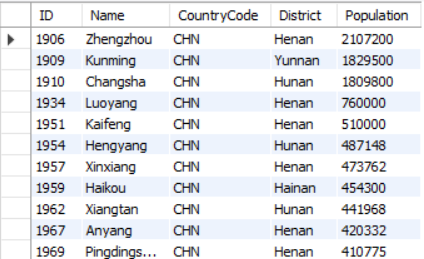 ID Name CountryCode District Population
1906 Zhengzhou CHN Henan 2107200
1909 Kunming CHN Yunnan 1829500
1910 Changsha CHN Hunan 1809800
1934 Luoyang CHN Henan 760000
1951 Kaifeng CHN Henan 510000
1954 Hengyang CHN Hunan 487148
1957 Xinxiang CHN Henan 473762
1959 Haikou CHN Hainan 454300
1962 Xiangtan CHN Hunan 441968
1967 Anyang CHN Henan 420332
1969 Pingdings... CHN Henan 410775